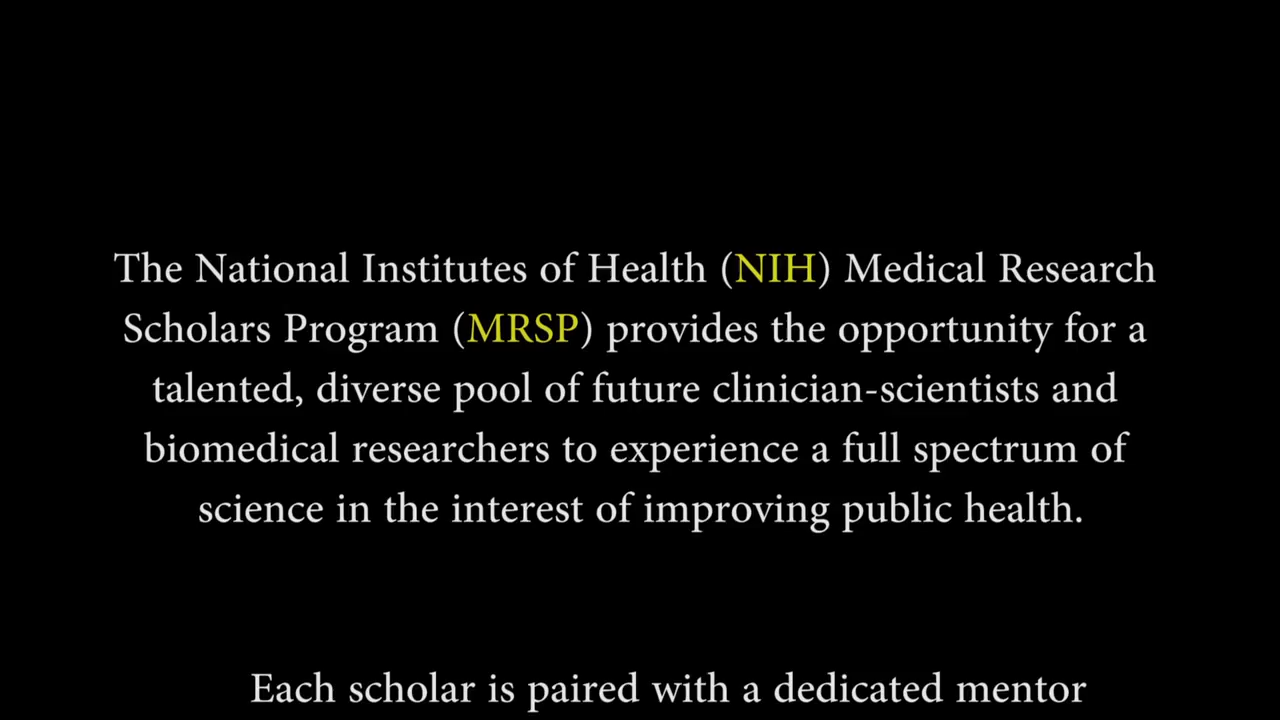 The National Institutes of Health (NIH) Medical Research
Scholars Program (MRSP) provides the opportunity for a
talented, diverse pool of future clinician-scientists and
biomedical researchers to experience a full spectrum of
science in the interest of improving public health.
Each scholar is paired with a dedicated mentor